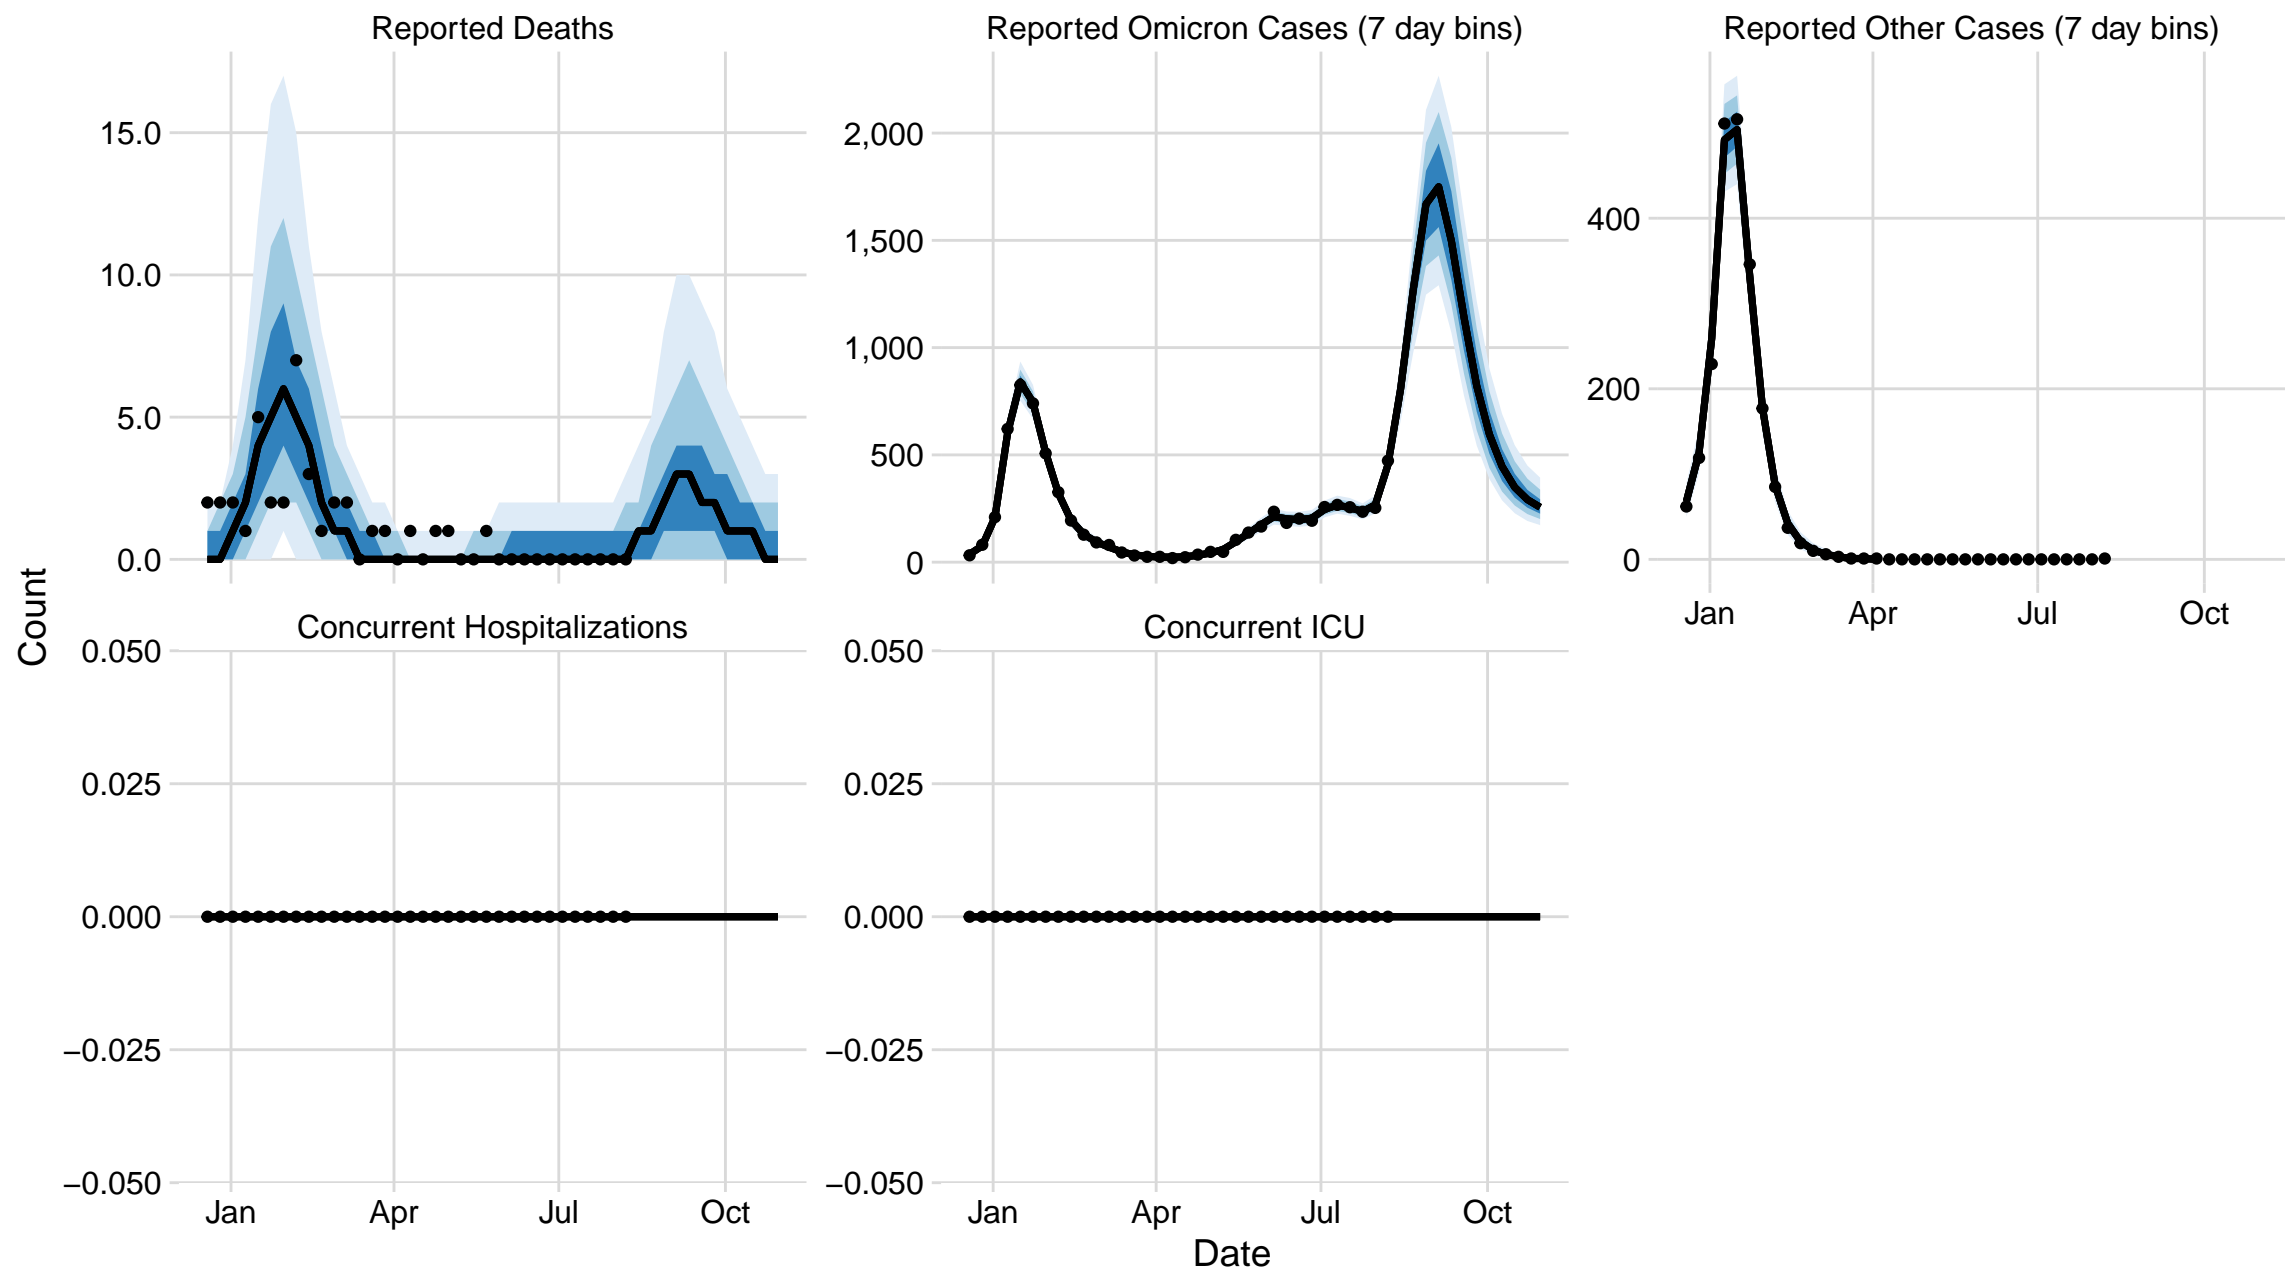 Reported Deaths
Reported Omicron Cases (7 day bins)
Reported Other Cases (7 day bins)
15.0
10.0
5.0
0.0
2,000
1,500
1,000
500
0
400
200
0
Jan Apr Jul Oct
Count
Concurrent Hospitalizations
Concurrent ICU
0.050
0.025
0.000
−0.025
−0.050
0.050
0.025
0.000
−0.025
−0.050
Jan Apr Jul Oct
Jan Apr Jul Oct
Date